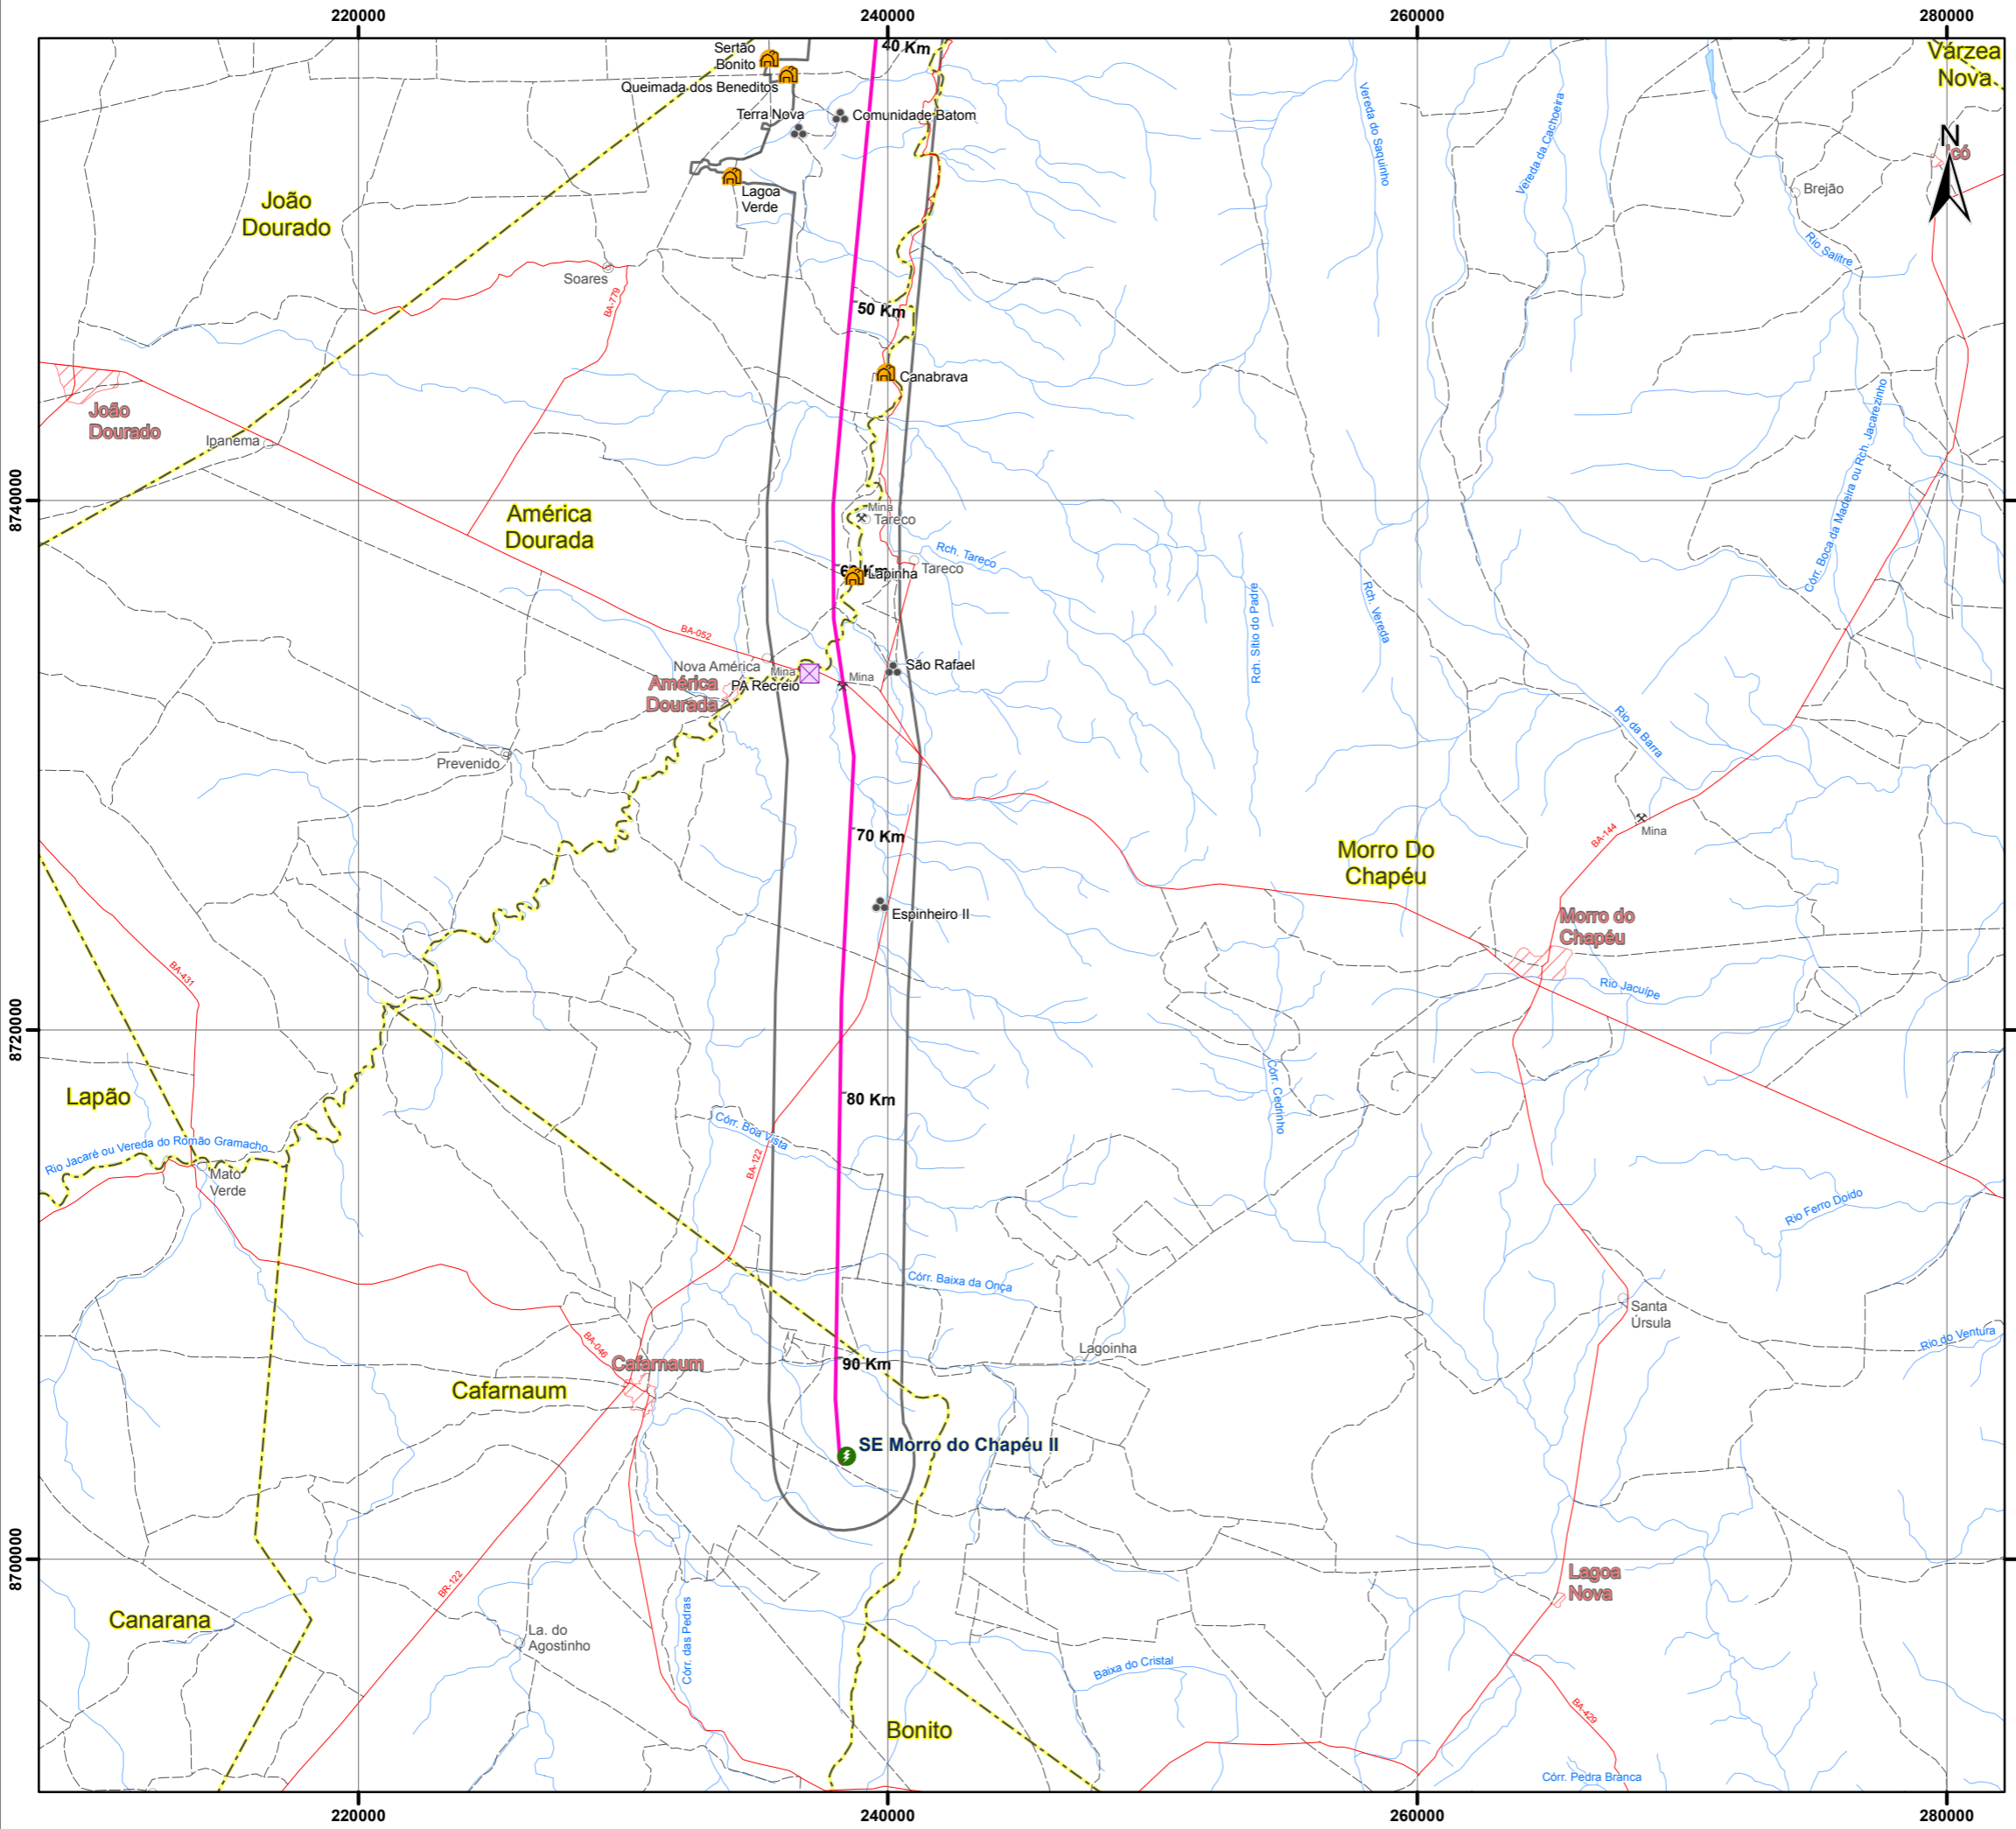 220000
240000
260000
280000
Sertão
Bonito
40 Km
Várzea
Nova
Queimada dos Beneditos
Terra Nova
Comunidade Batom
Vereda do Saquinho
Vereda da Cachoeira
N
Icó
Lagoa
Verde
Brejão
João
Dourado
Rio Salitre
Soares
BA-779
50 Km
Canabrava
João
Dourado
Ipanema
Córr. Boca da Madeira ou Rch. Jacarezinho
8740000
América
Dourada
Mina
Tareco
Rch. Tareco
Tareco
Lapinha
Rch. Sítio do Padre
Rch. Vereda
BA-052
Nova América
Mina
PA Recreio
Mina
São Rafael
América
Dourada
Rio da Barra
Prevenido
70 Km
Mina
BA-144
Morro Do
Chapéu
Espinheiro II
Morro do
Chapéu
BA-431
Rio Jacuípe
8720000
Lapão
80 Km
Córr. Cedrinho
Córr. Boa Vista
Rio Jacaré ou Vereda do Romão Gramacho
Mato
Verde
BA-122
Rio Ferro Doido
Córr. Baixa da Onça
Santa
Úrsula
Rio do Ventura
BA-046
Lagoinha
Cafarnaum
90 Km
Cafarnaum
SE Morro do Chapéu II
8700000
BR-122
Lagoa
Nova
Canarana
La. do
Agostinho
Córr. das Pedras
Baixa do Cristal
BA-429
Bonito
Córr. Pedra Branca
220000
240000
260000
280000